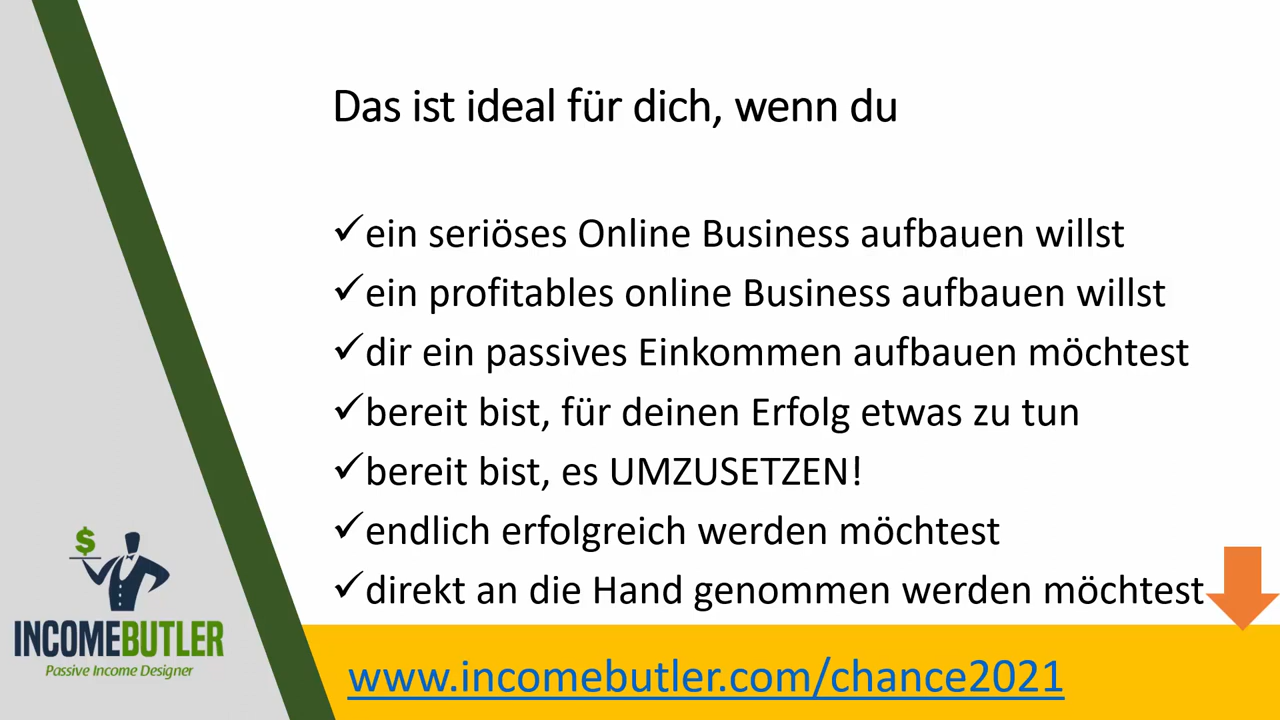 Das ist ideal für dich, wenn du
✓ein seriöses Online Business aufbauen willst
✓ein profitables online Business aufbauen willst
✓dir ein passives Einkommen aufbauen möchtest
✓bereit bist, für deinen Erfolg etwas zu tun
✓bereit bist, es UMZUSETZEN!
✓endlich erfolgreich werden möchtest
✓direkt an die Hand genommen werden möchtest
$
INCOMEBUTLER
Passive Income Designer
www.incomebutler.com/chance2021